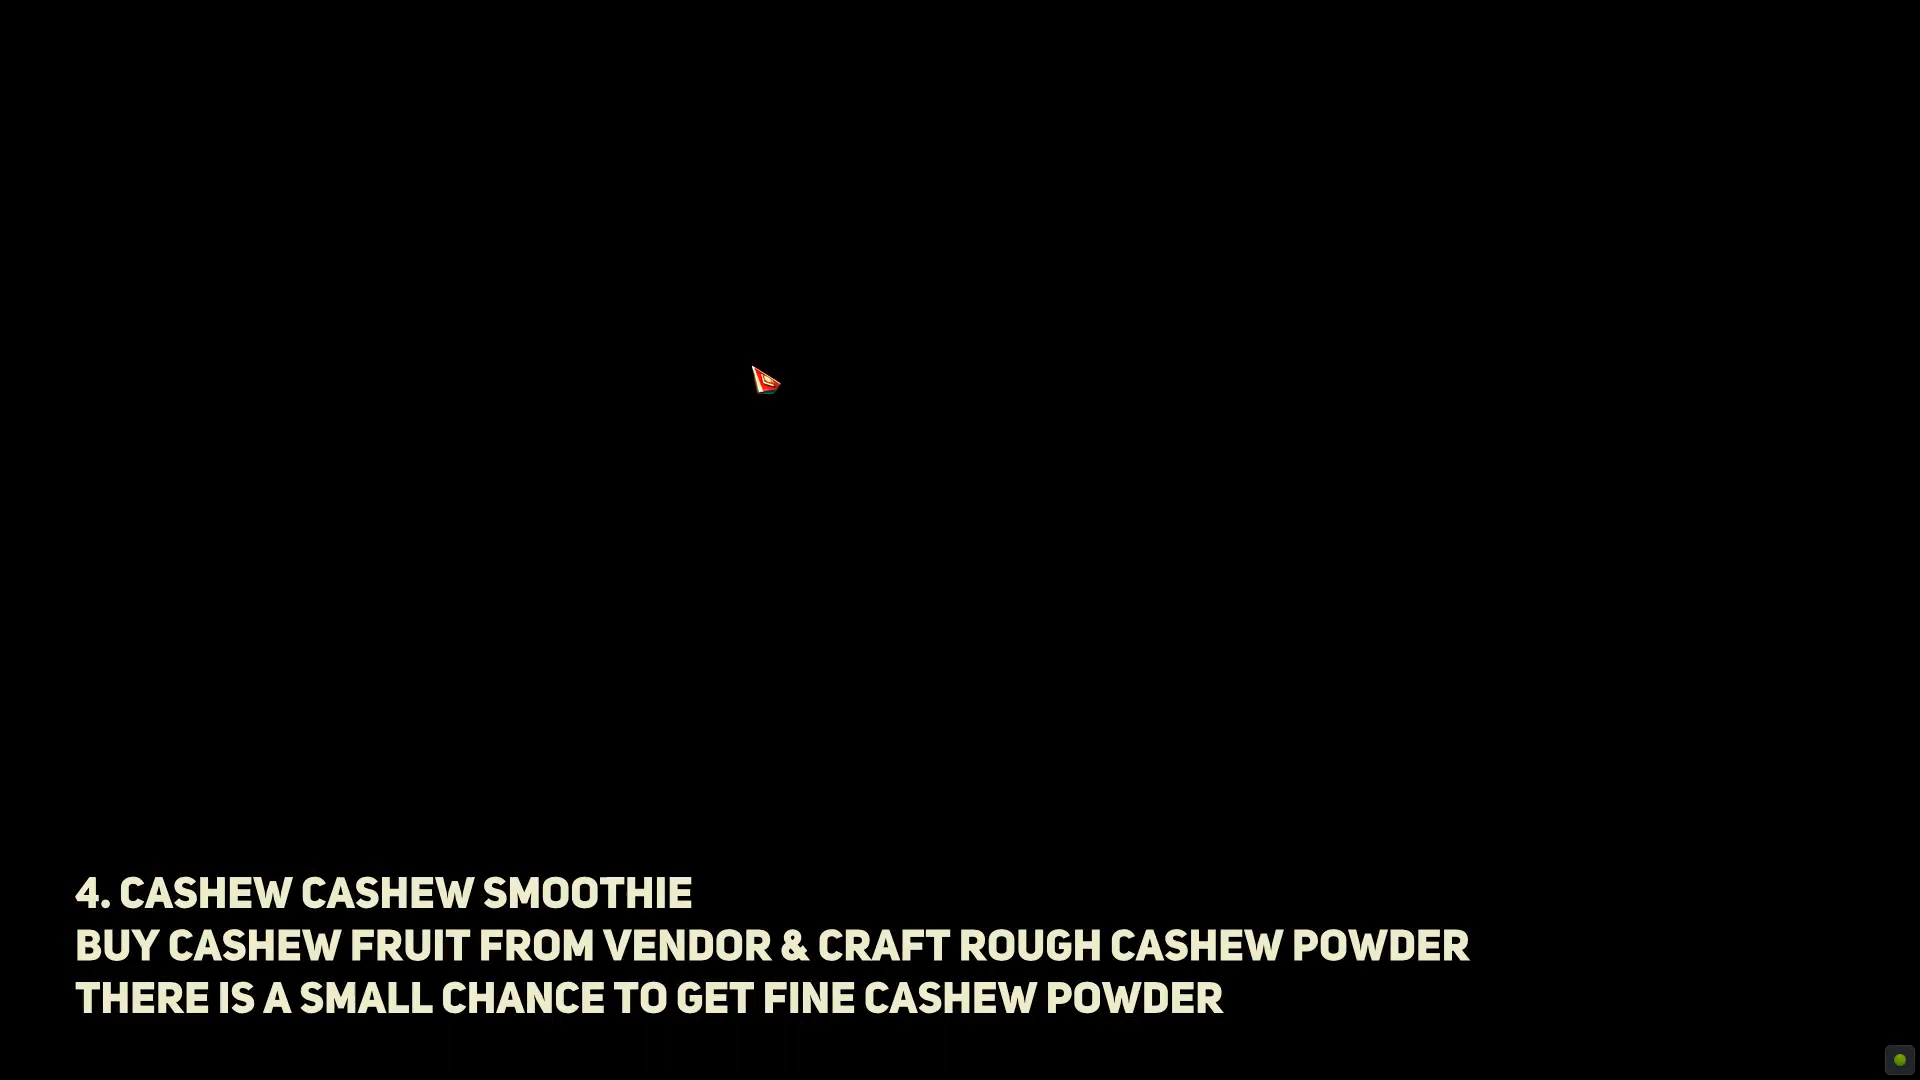 4. CASHEW CASHEW SMOOTHIE
BUY CASHEW FRUIT FROM VENDOR & CRAFT ROUGH CASHEW POWDER
THERE IS A SMALL CHANCE TO GET FINE CASHEW POWDER